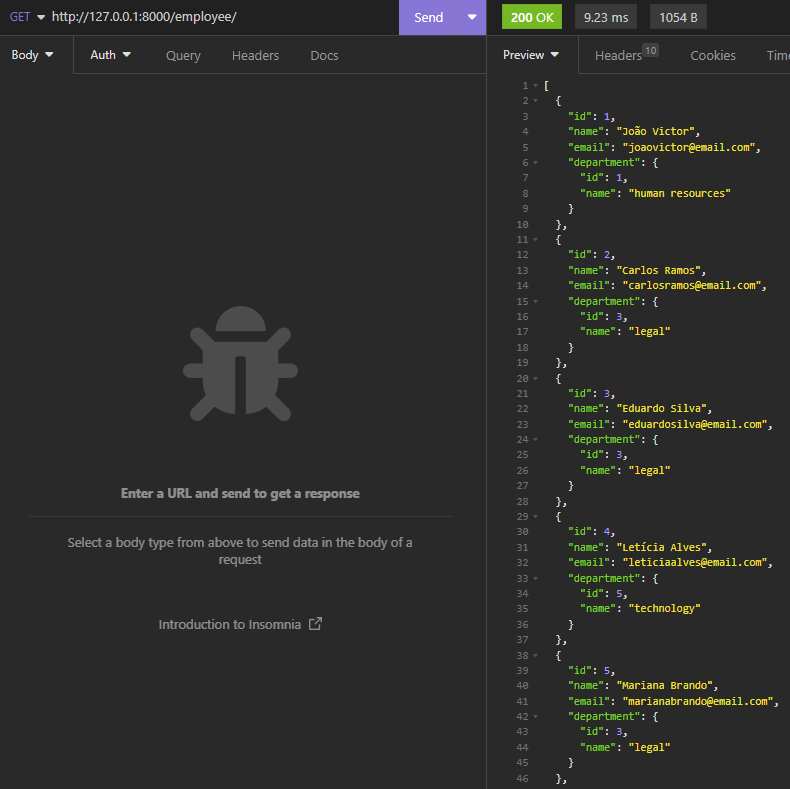 GET http://127.0.0.1:8000/employee/ Send 200 OK 9.23 ms 1054 B
Body Auth Query Headers Docs
Preview Headers 10 Cookies
Enter a URL and send to get a response
Select a body type from above to send data in the body of a
request
Introduction to Insomnia
1 [
2 {
3 "id": 1,
4 "name": "João Victor",
5 "email": "joaovictor@email.com",
6 "department": {
7 "id": 1,
8 "name": "human resources"
9 }
10 },
11 {
12 "id": 2,
13 "name": "Carlos Ramos",
14 "email": "carlosramos@email.com",
15 "department": {
16 "id": 3,
17 "name": "legal"
18 }
19 },
20 {
21 "id": 3,
22 "name": "Eduardo Silva",
23 "email": "eduardosilva@email.com",
24 "department": {
25 "id": 3,
26 "name": "legal"
27 }
28 },
29 {
30 "id": 4,
31 "name": "Letícia Alves",
32 "email": "leticiaalves@email.com",
33 "department": {
34 "id": 5,
35 "name": "technology"
36 }
37 },
38 {
39 "id": 5,
40 "name": "Mariana Brando",
41 "email": "marianabrando@email.com",
42 "department": {
43 "id": 3,
44 "name": "legal"
45 }
46 },